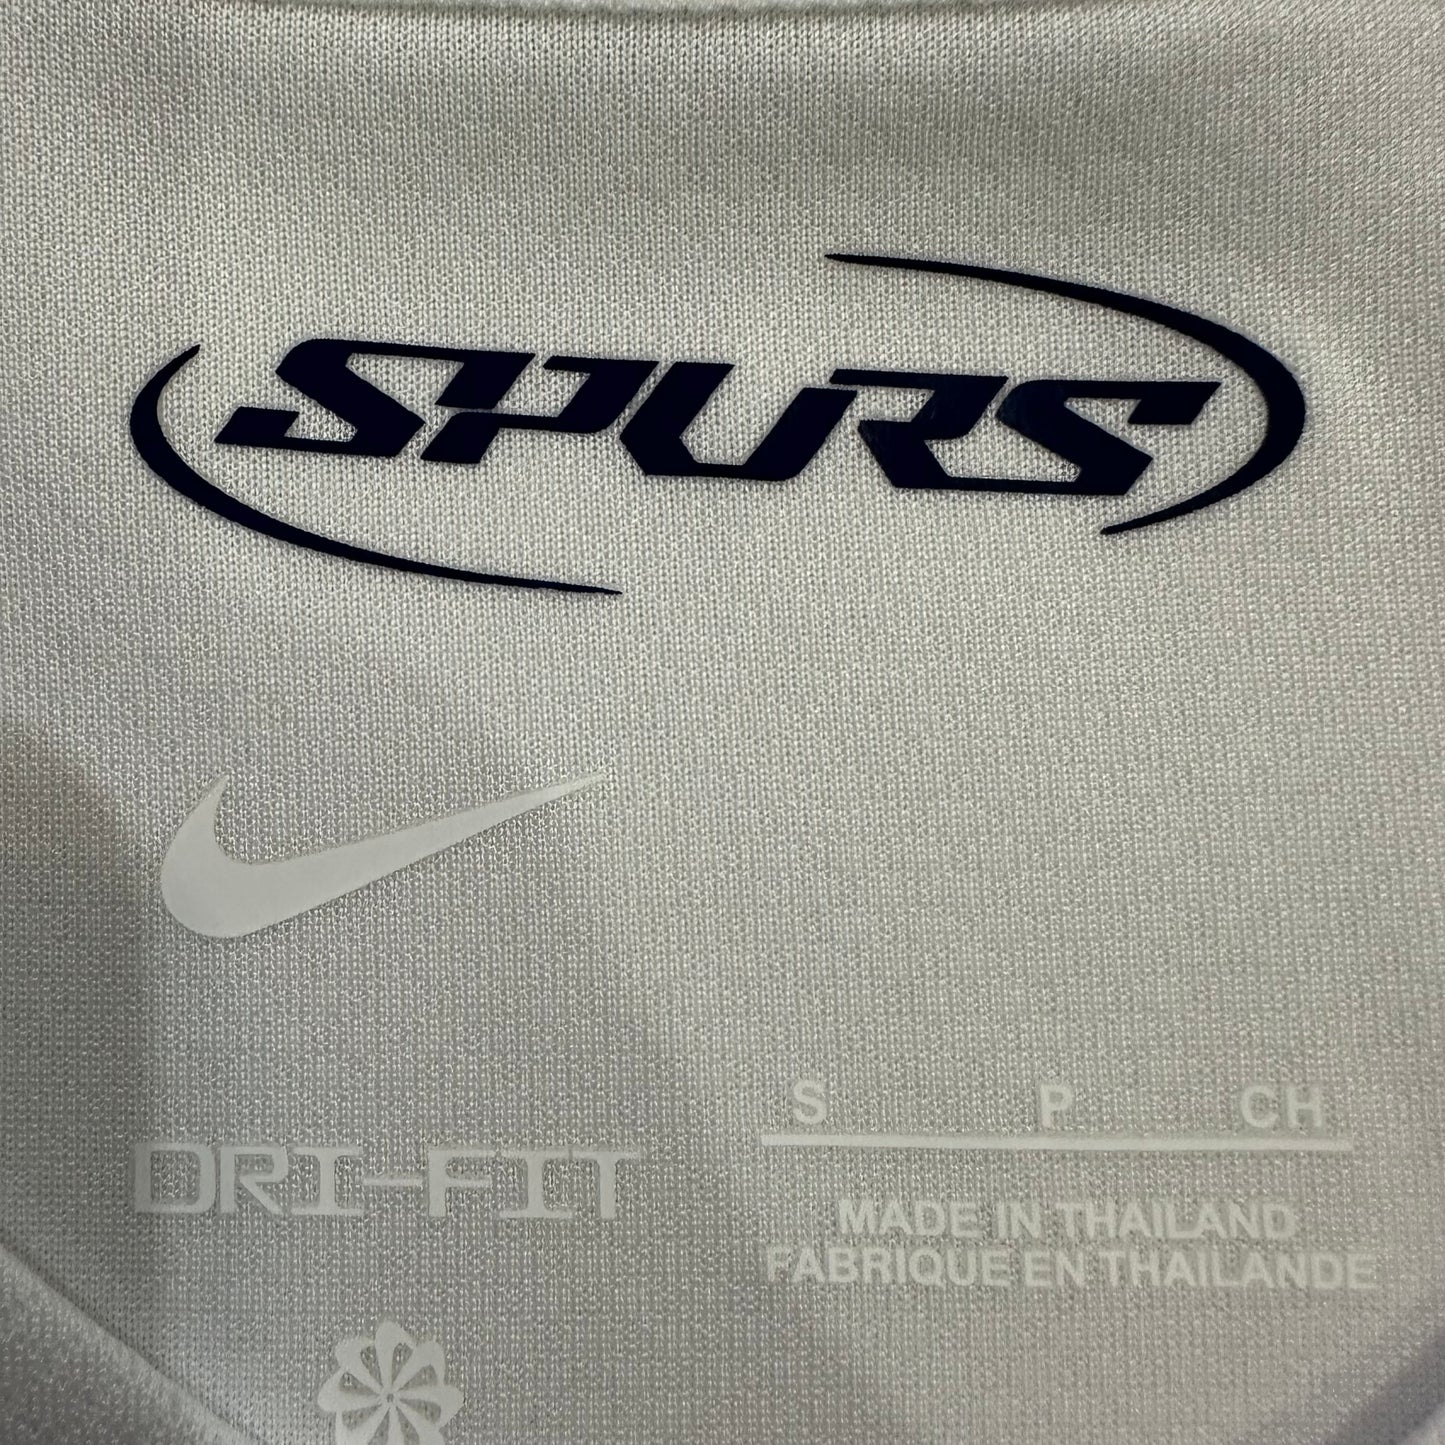 SPURS
S P CH
DRI-FIT
MADE IN THAILAND
FABRIQUE EN THAILANDE